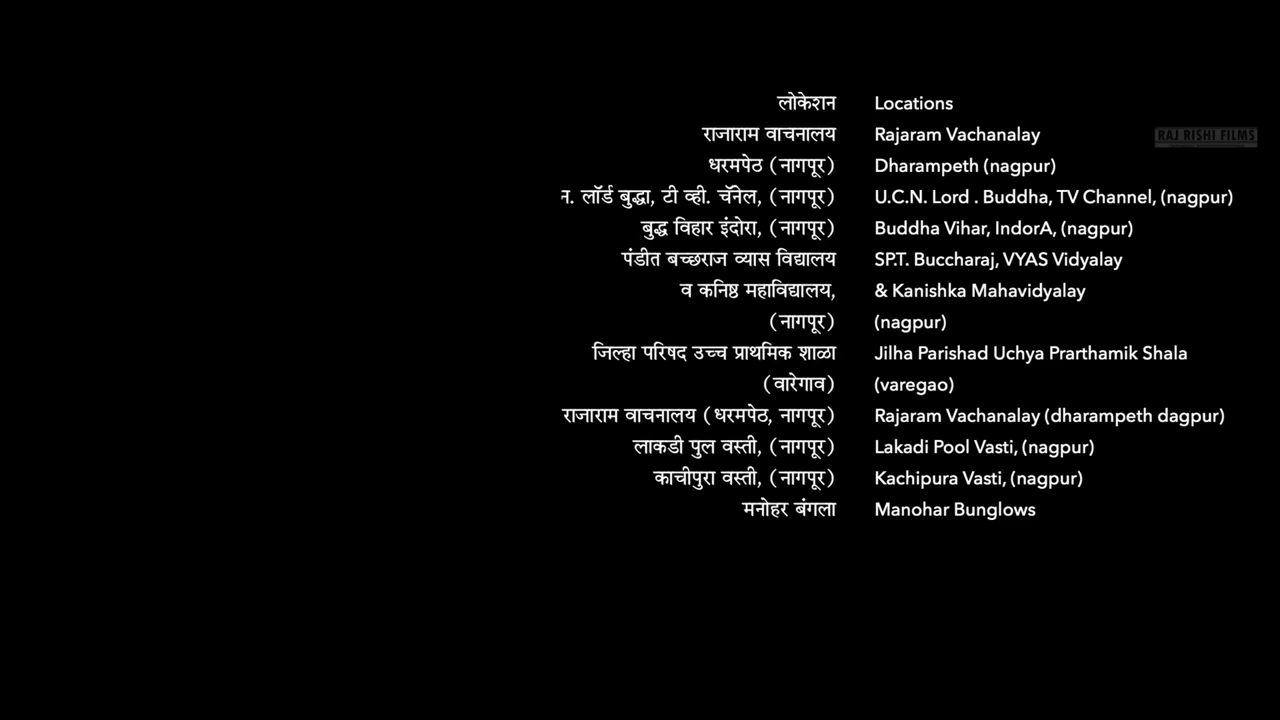 लोकेशन Locations
राजाराम वाचनालय Rajaram Vachanalay
RAJ RISHI FILMS
धरमपेठ (नागपूर) Dharampeth (nagpur)
न. लॉर्ड बुद्धा, टी व्ही. चॅनेल, (नागपूर) U.C.N. Lord . Buddha, TV Channel, (nagpur)
बुद्ध विहार इंदोरा, (नागपूर) Buddha Vihar, IndorA, (nagpur)
पंडीत बच्छराज व्यास विद्यालय SP.T. Buccharaj, VYAS Vidyalay
व कनिष्ठ महाविद्यालय, & Kanishka Mahavidyalay
(नागपूर) (nagpur)
जिल्हा परिषद उच्च प्राथमिक शाळा Jilha Parishad Uchya Prarthamik Shala
(वारेगाव) (varegao)
राजाराम वाचनालय (धरमपेठ, नागपूर) Rajaram Vachanalay (dharampeth dagpur)
लाकडी पुल वस्ती, (नागपूर) Lakadi Pool Vasti, (nagpur)
काचीपुरा वस्ती, (नागपूर) Kachipura Vasti, (nagpur)
मनोहर बंगला Manohar Bunglows